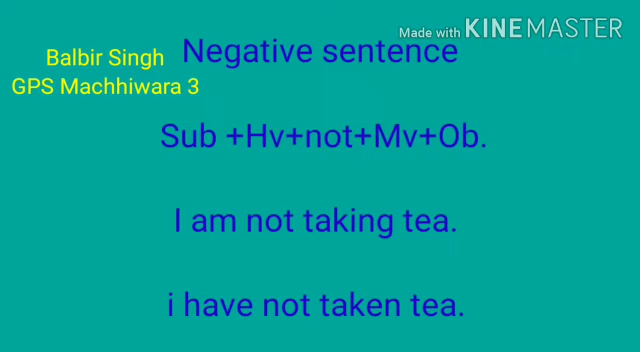 Made with KINEMASTER
Balbir Singh
GPS Machhiwara 3
Negative sentence
Sub +Hv+not+Mv+Ob.
I am not taking tea.
i have not taken tea.